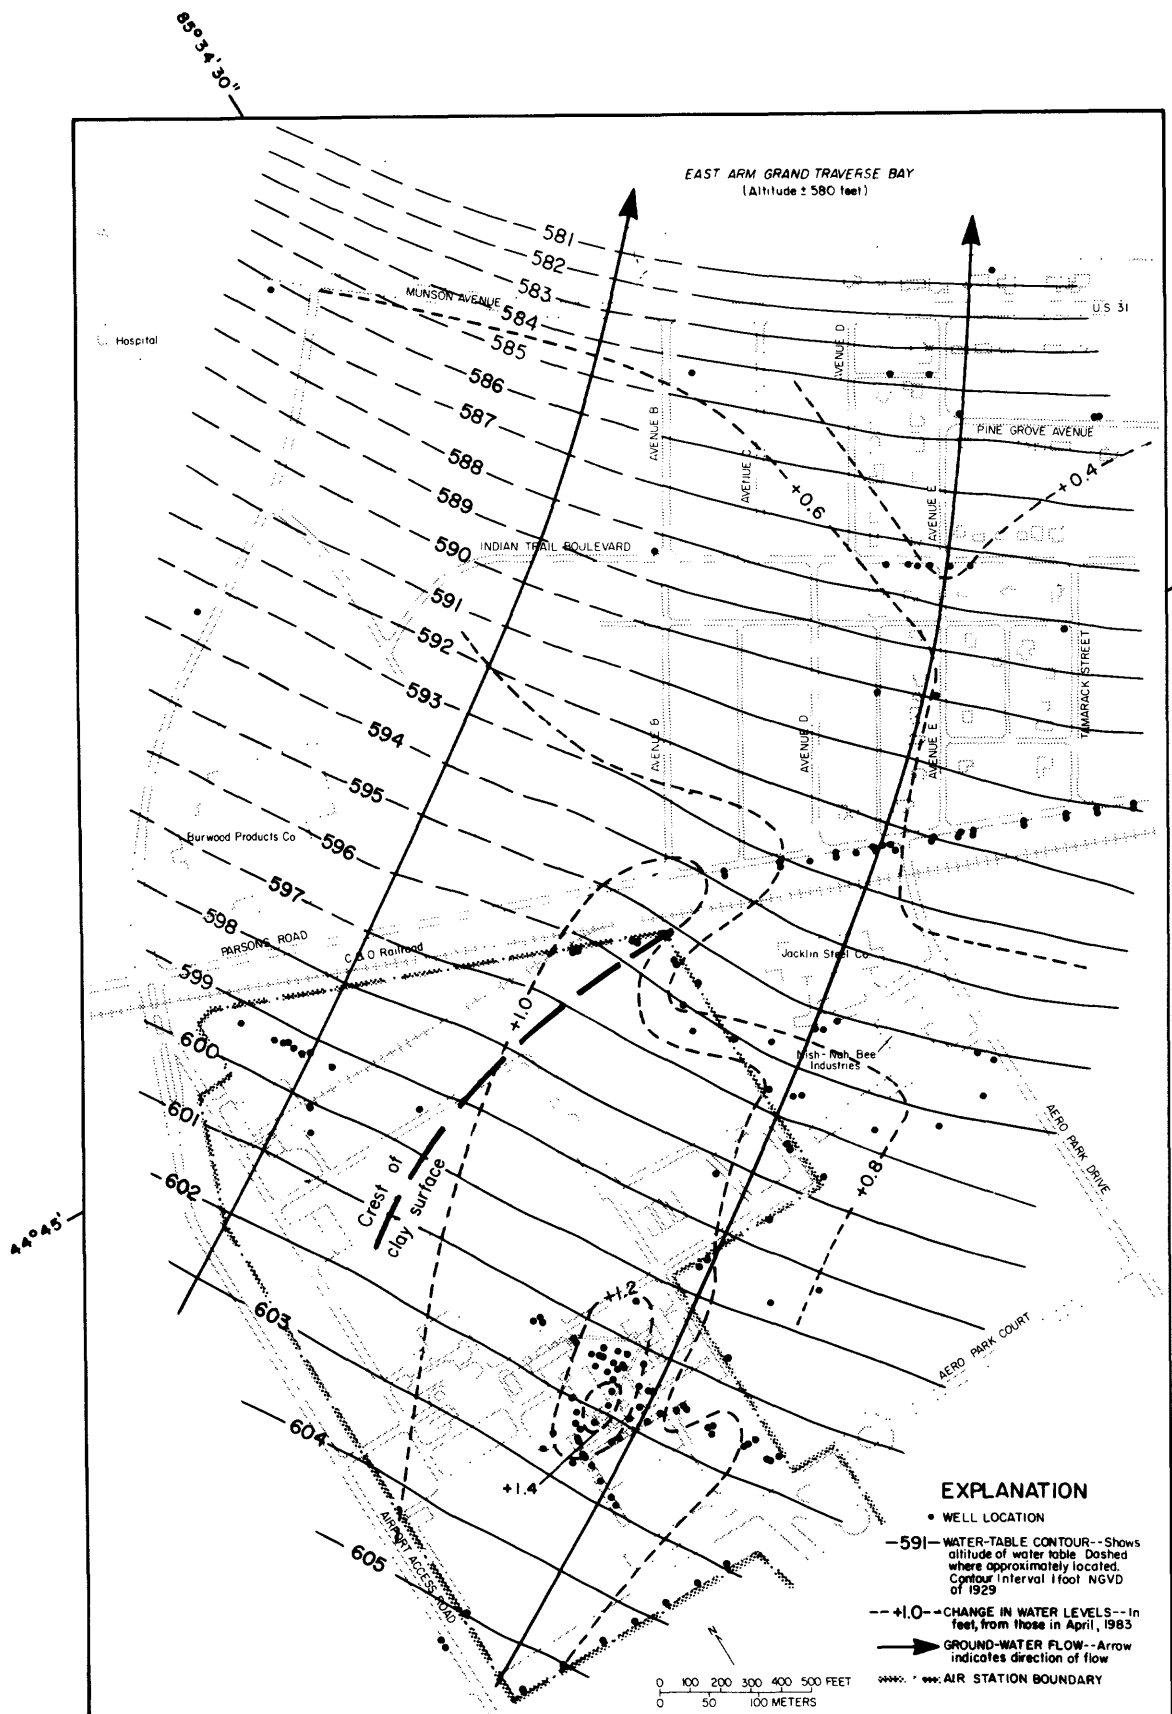 85°34'30"
EAST ARM GRAND TRAVERSE BAY
(Altitude ± 580 feet)
581
582
583
MUNSON AVENUE
584
U.S. 31
Hospital
585
AVENUE D
586
587
AVENUE B
PINE GROVE AVENUE
588
AVENUE C
+0.4
589
+0.6
AVENUE E
590
INDIAN TRAIL BOULEVARD
591
592
593
TAMARACK STREET
594
AVENUE B
AVENUE D
AVENUE E
595
Burwood Products Co
596
597
598
PARSONS ROAD
C & O Railroad
Jacklin Steel Co
599
+1.0
600
Nish-Nah Bee
Industries
601
AERO PARK DRIVE
Crest of
clay surface
+0.8
602
44°45'
+1.2
603
AERO PARK COURT
604
+1.4
605
AIRPORT ACCESS ROAD
N
EXPLANATION
WELL LOCATION
—591— WATER-TABLE CONTOUR--Shows
altitude of water table. Dashed
where approximately located.
Contour Interval 1 foot NGVD
of 1929
--+1.0-- CHANGE IN WATER LEVELS--In
feet, from those in April, 1983
GROUND-WATER FLOW--Arrow
indicates direction of flow
AIR STATION BOUNDARY
0 100 200 300 400 500 FEET
0 50 100 METERS